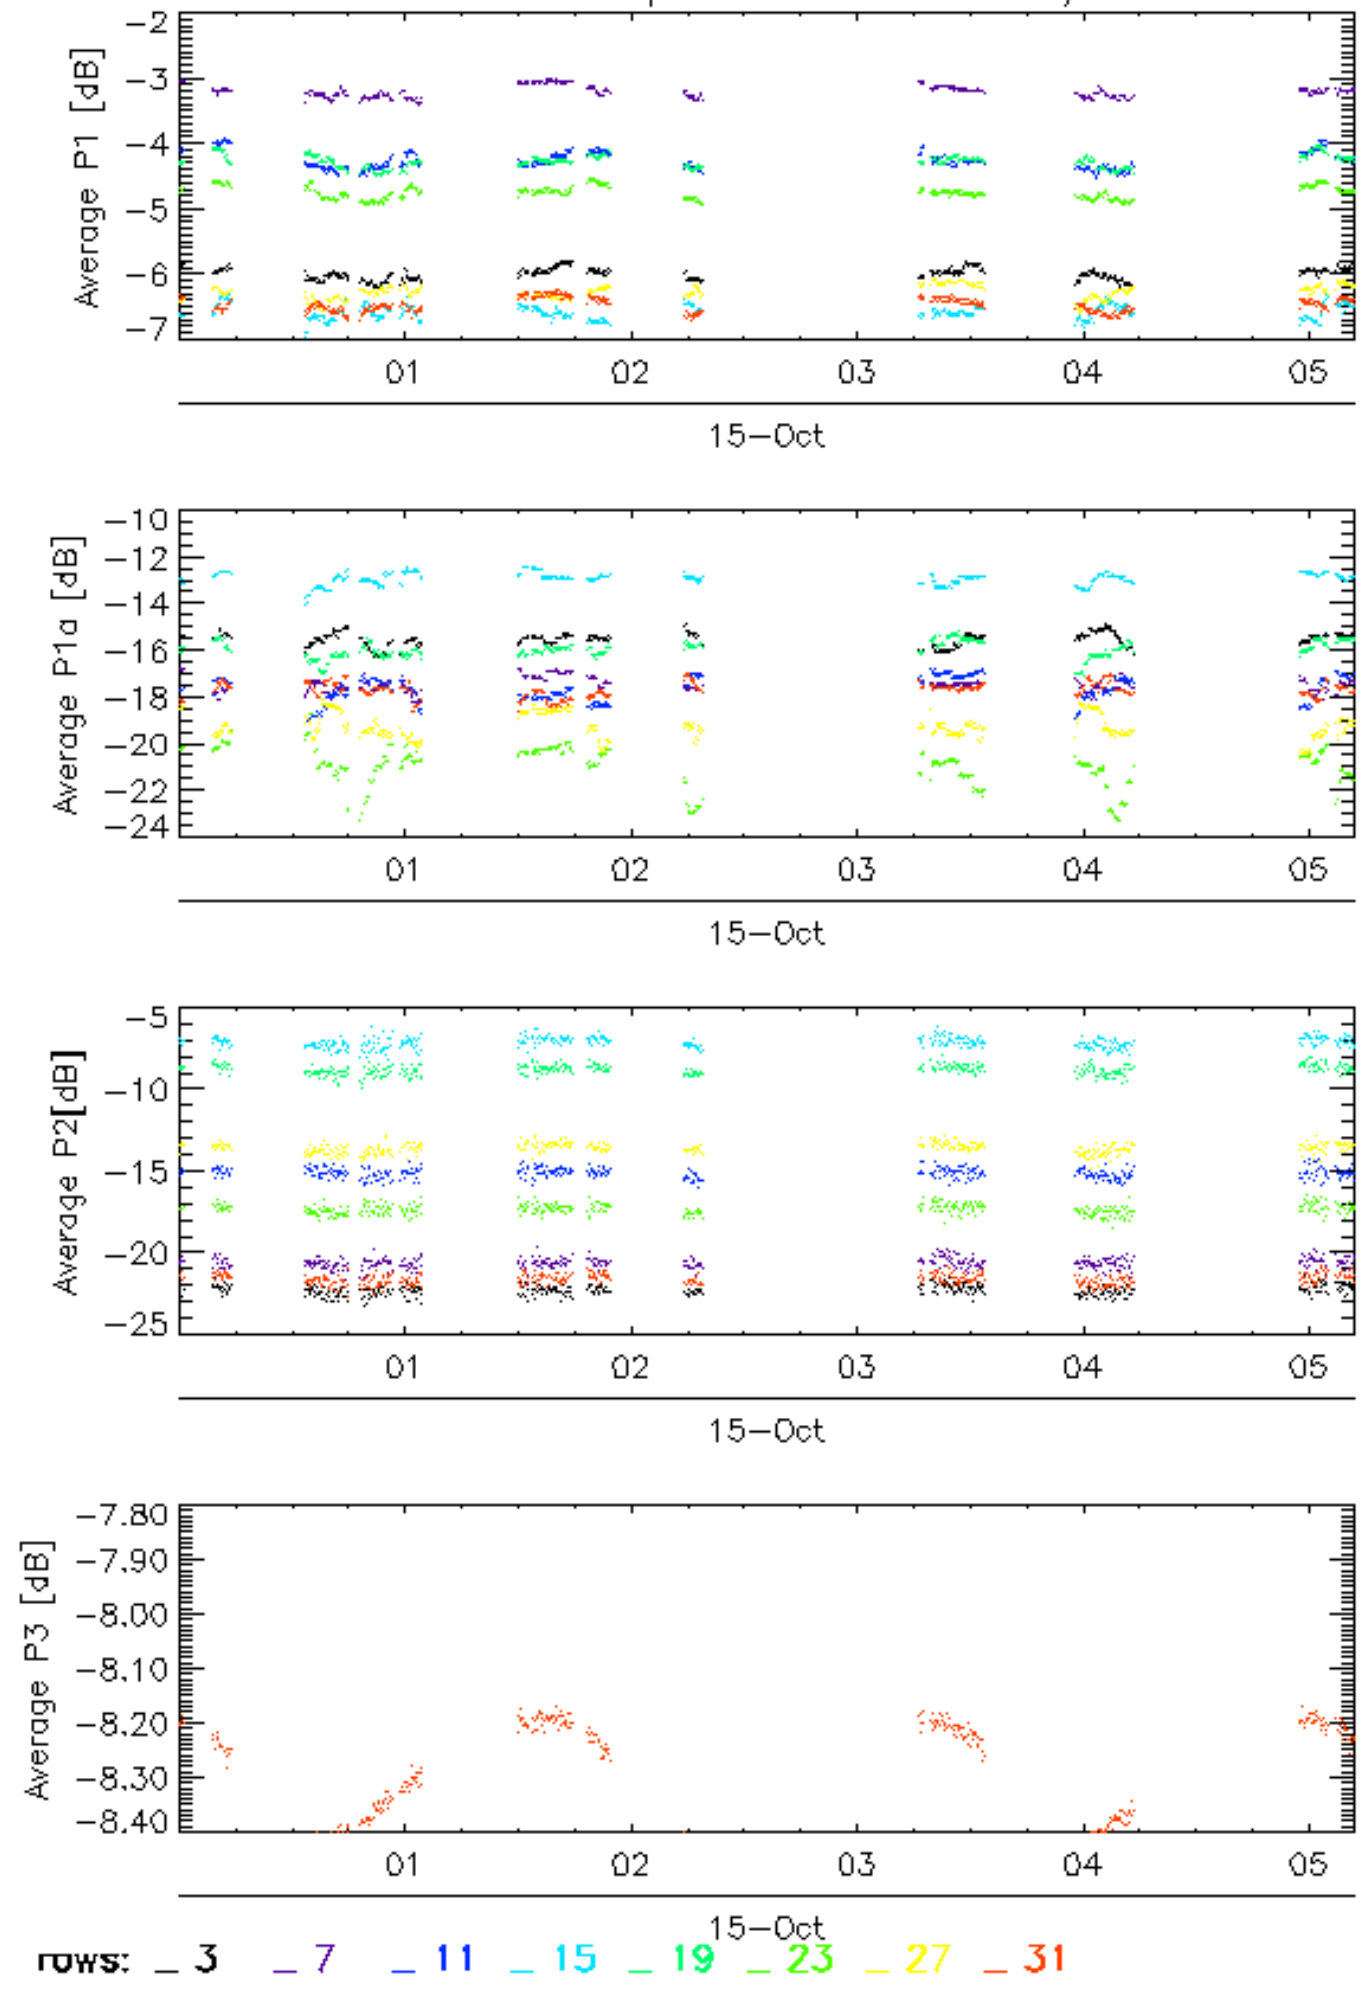 Average P1 [dB]
-2
-3
-4
-5
-6
-7
01 02 03 04 05
15-Oct
Average P1a [dB]
-10
-12
-14
-16
-18
-20
-22
-24
01 02 03 04 05
15-Oct
Average P2[dB]
-5
-10
-15
-20
-25
01 02 03 04 05
15-Oct
Average P3 [dB]
-7.80
-7.90
-8.00
-8.10
-8.20
-8.30
-8.40
01 02 03 04 05
15-Oct
rows: _ 3 _ 7 _ 11 _ 15 _ 19 _ 23 _ 27 _ 31